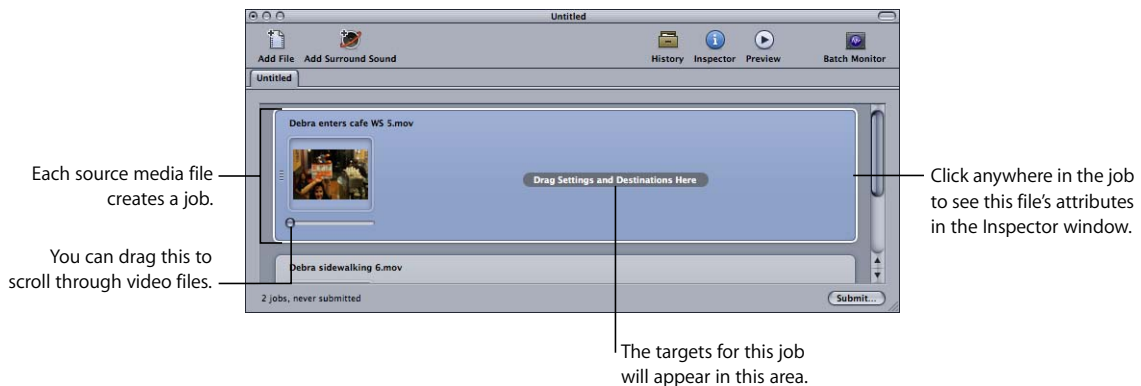 Untitled
Add File Add Surround Sound History Inspector Preview Batch Monitor
Untitled
Debra enters cafe WS 5.mov
Each source media file
creates a job.
Drag Settings and Destinations Here
Click anywhere in the job
to see this file's attributes
in the Inspector window.
You can drag this to
scroll through video files.
Debra sidewalking 6.mov
2 jobs, never submitted
Submit...
The targets for this job
will appear in this area.